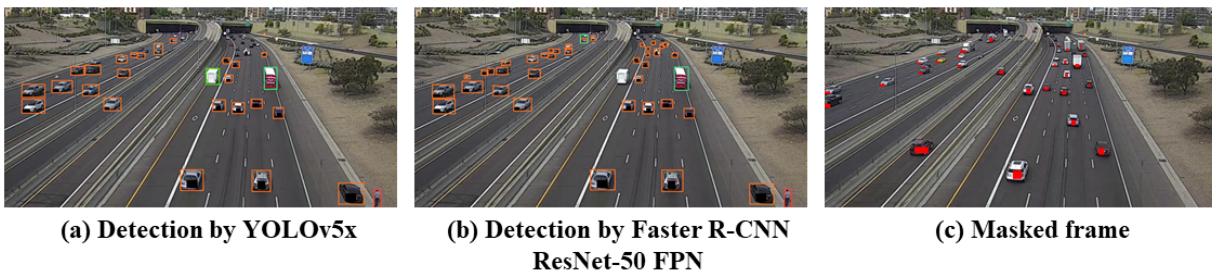 (a) Detection by YOLOv5x
(b) Detection by Faster R-CNN
ResNet-50 FPN
(c) Masked frame